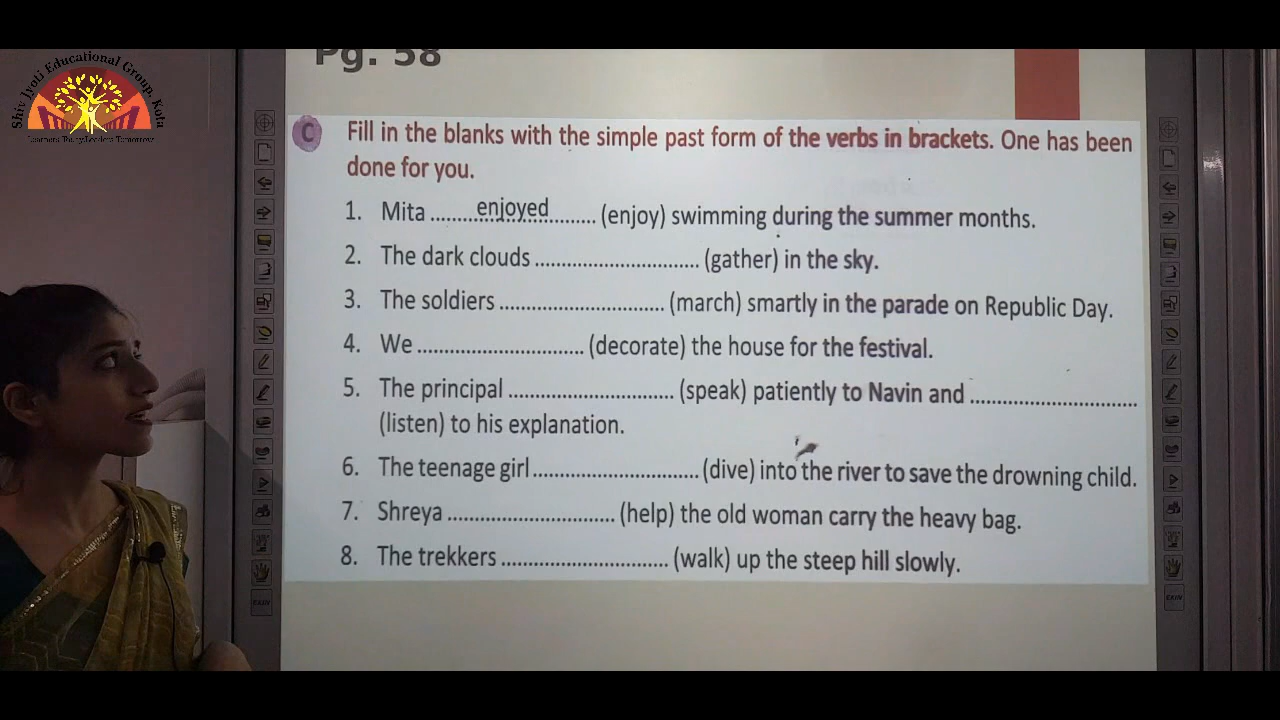 Pg. 58
Shiv Jyoti Educational Group, Kota
Learners Today, Leaders Tomorrow
C Fill in the blanks with the simple past form of the verbs in brackets. One has been
done for you.
1. Mita ........enjoyed......... (enjoy) swimming during the summer months.
2. The dark clouds ................................ (gather) in the sky.
3. The soldiers ................................ (march) smartly in the parade on Republic Day.
4. We ................................ (decorate) the house for the festival.
5. The principal ................................ (speak) patiently to Navin and ................................
(listen) to his explanation.
6. The teenage girl ................................ (dive) into the river to save the drowning child.
7. Shreya ................................ (help) the old woman carry the heavy bag.
8. The trekkers ................................ (walk) up the steep hill slowly.